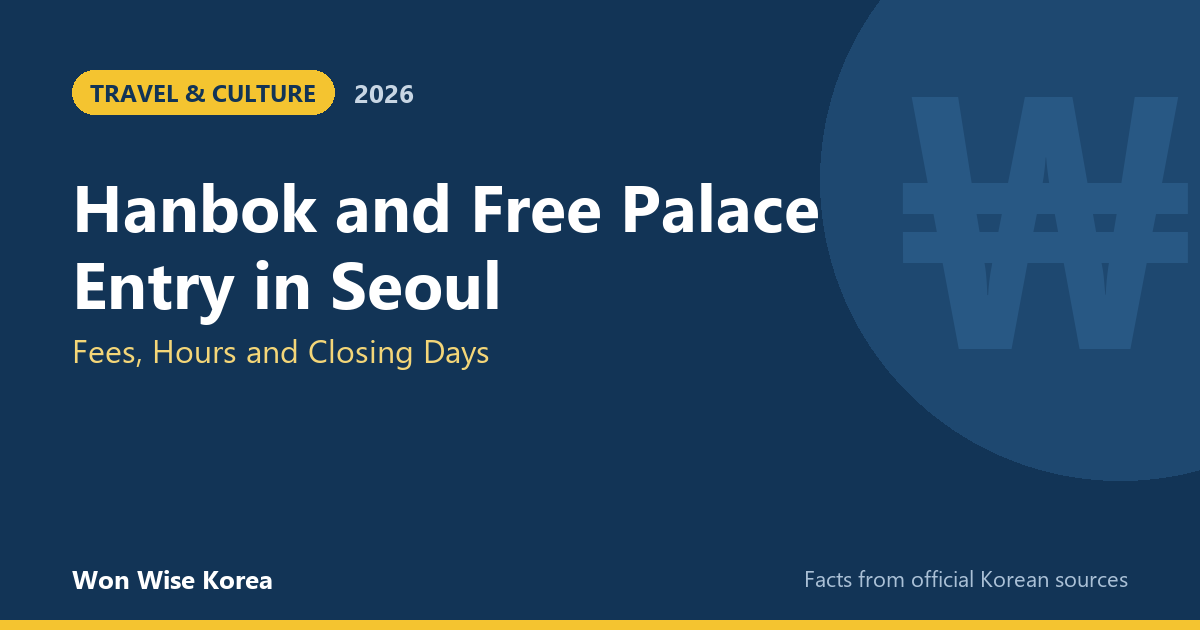 TRAVEL & CULTURE 2026
Hanbok and Free Palace
Entry in Seoul
Fees, Hours and Closing Days
Won Wise Korea
Facts from official Korean sources
₩